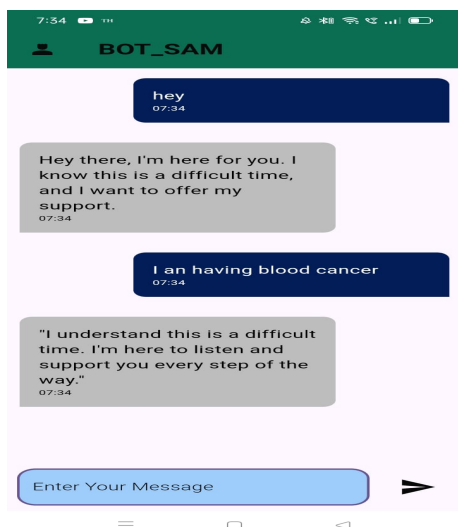 7:34 TH
BOT_SAM
hey
07:34
Hey there, I'm here for you. I
know this is a difficult time,
and I want to offer my
support.
07:34
I an having blood cancer
07:34
"I understand this is a difficult
time. I'm here to listen and
support you every step of the
way."
07:34
Enter Your Message